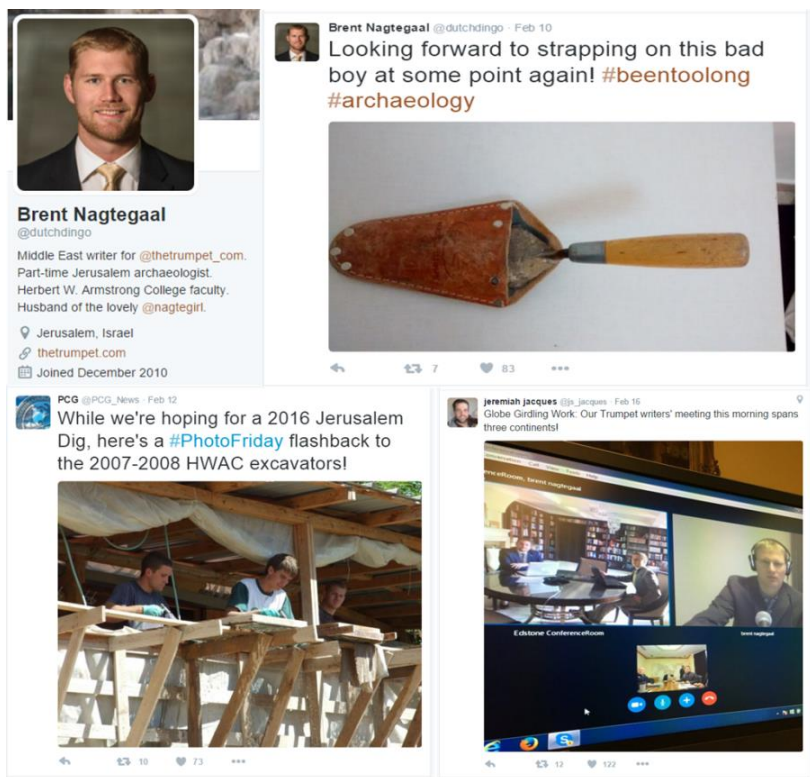 Brent Nagtegaal
@dutchdingo
Middle East writer for @thetrumpet_com.
Part-time Jerusalem archaeologist.
Herbert W. Armstrong College faculty.
Husband of the lovely @nagtegirl.
Jerusalem, Israel
thetrumpet.com
Joined December 2010
Brent Nagtegaal @dutchdingo · Feb 10
Looking forward to strapping on this bad
boy at some point again! #beentoolong
#archaeology
7 83
PCG @PCG_News · Feb 12
While we're hoping for a 2016 Jerusalem
Dig, here's a #PhotoFriday flashback to
the 2007-2008 HWAC excavators!
10 73
jeremiah jacques @js_jacques · Feb 16
Globe Girdling Work: Our Trumpet writers' meeting this morning spans
three continents!
brent nagtegaal
Edstone ConferenceRoom
brent nagtegaal
12 122